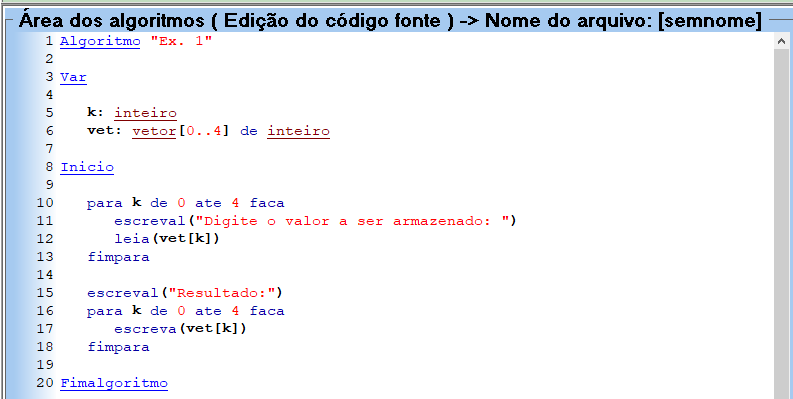 Área dos algoritmos ( Edição do código fonte ) -> Nome do arquivo: [semnome]
1 Algoritmo "Ex. 1"
2
3 Var
4
5    k: inteiro
6    vet: vetor[0..4] de inteiro
7
8 Inicio
9
10    para k de 0 ate 4 faca
11       escreval("Digite o valor a ser armazenado: ")
12       leia(vet[k])
13    fimpara
14
15    escreval("Resultado:")
16    para k de 0 ate 4 faca
17       escreva(vet[k])
18    fimpara
19
20 Fimalgoritmo